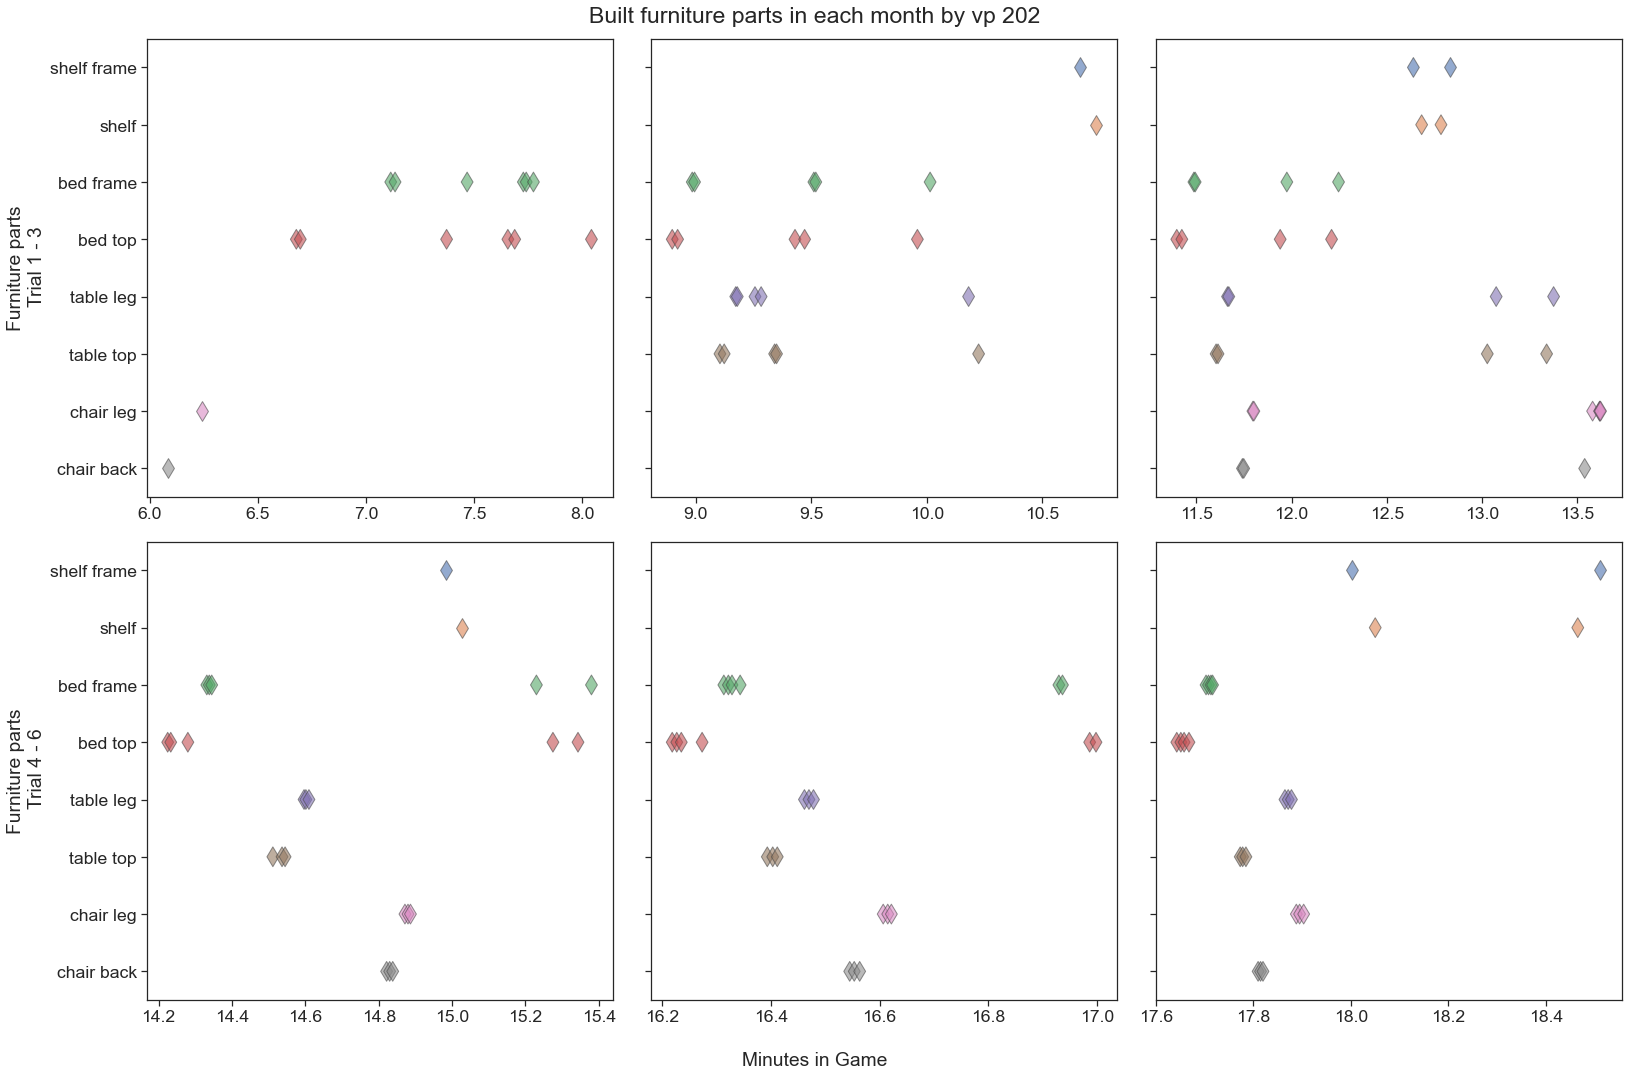 Built furniture parts in each month by vp 202
Furniture parts
Trial 1 - 3
shelf frame
shelf
bed frame
bed top
table leg
table top
chair leg
chair back
6.0 6.5 7.0 7.5 8.0
9.0 9.5 10.0 10.5
11.5 12.0 12.5 13.0 13.5
Furniture parts
Trial 4 - 6
shelf frame
shelf
bed frame
bed top
table leg
table top
chair leg
chair back
14.2 14.4 14.6 14.8 15.0 15.2 15.4
16.2 16.4 16.6 16.8 17.0
17.6 17.8 18.0 18.2 18.4
Minutes in Game